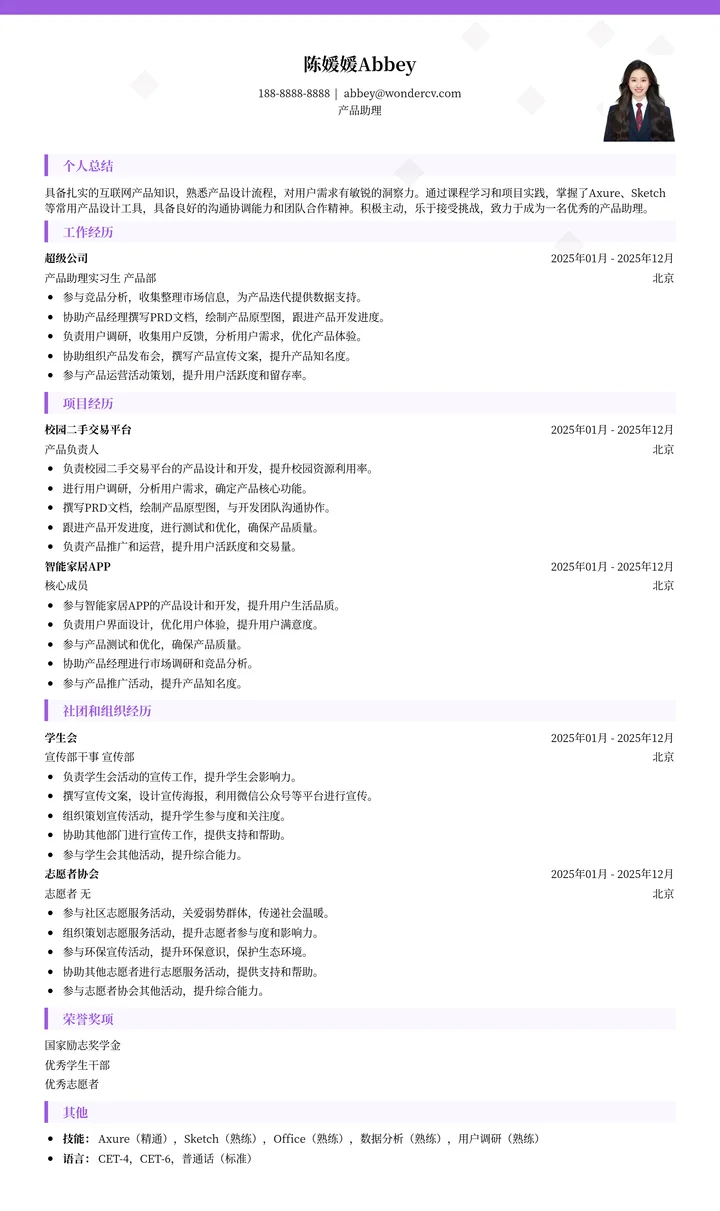 陈媛媛Abbey
188-8888-8888 | abbey@wondercv.com
产品助理
个人总结
具备扎实的互联网产品知识，熟悉产品设计流程，对用户需求有敏锐的洞察力。通过课程学习和项目实践，掌握了Axure、Sketch
等常用产品设计工具，具备良好的沟通协调能力和团队合作精神。积极主动，乐于接受挑战，致力于成为一名优秀的产品助理。
工作经历
超级公司 2025年01月 - 2025年12月
产品助理实习生 产品部 北京
• 参与竞品分析，收集整理市场信息，为产品迭代提供数据支持。
• 协助产品经理撰写PRD文档，绘制产品原型图，跟进产品开发进度。
• 负责用户调研，收集用户反馈，分析用户需求，优化产品体验。
• 协助组织产品发布会，撰写产品宣传文案，提升产品知名度。
• 参与产品运营活动策划，提升用户活跃度和留存率。
项目经历
校园二手交易平台 2025年01月 - 2025年12月
产品负责人 北京
• 负责校园二手交易平台的产品设计和开发，提升校园资源利用率。
• 进行用户调研，分析用户需求，确定产品核心功能。
• 撰写PRD文档，绘制产品原型图，与开发团队沟通协作。
• 跟进产品开发进度，进行测试和优化，确保产品质量。
• 负责产品推广和运营，提升用户活跃度和交易量。
智能家居APP 2025年01月 - 2025年12月
核心成员 北京
• 参与智能家居APP的产品设计和开发，提升用户生活品质。
• 负责用户界面设计，优化用户体验，提升用户满意度。
• 参与产品测试和优化，确保产品质量。
• 协助产品经理进行市场调研和竞品分析。
• 参与产品推广活动，提升产品知名度。
社团和组织经历
学生会 2025年01月 - 2025年12月
宣传部干事 宣传部 北京
• 负责学生会活动的宣传工作，提升学生会影响力。
• 撰写宣传文案，设计宣传海报，利用微信公众号等平台进行宣传。
• 组织策划宣传活动，提升学生参与度和关注度。
• 协助其他部门进行宣传工作，提供支持和帮助。
• 参与学生会其他活动，提升综合能力。
志愿者协会 2025年01月 - 2025年12月
志愿者 无 北京
• 参与社区志愿服务活动，关爱弱势群体，传递社会温暖。
• 组织策划志愿服务活动，提升志愿者参与度和影响力。
• 参与环保宣传活动，提升环保意识，保护生态环境。
• 协助其他志愿者进行志愿服务活动，提供支持和帮助。
• 参与志愿者协会其他活动，提升综合能力。
荣誉奖项
国家励志奖学金
优秀学生干部
优秀志愿者
其他
• 技能： Axure（精通）, Sketch（熟练）, Office（熟练）, 数据分析（熟练）, 用户调研（熟练）
• 语言： CET-4，CET-6，普通话（标准）